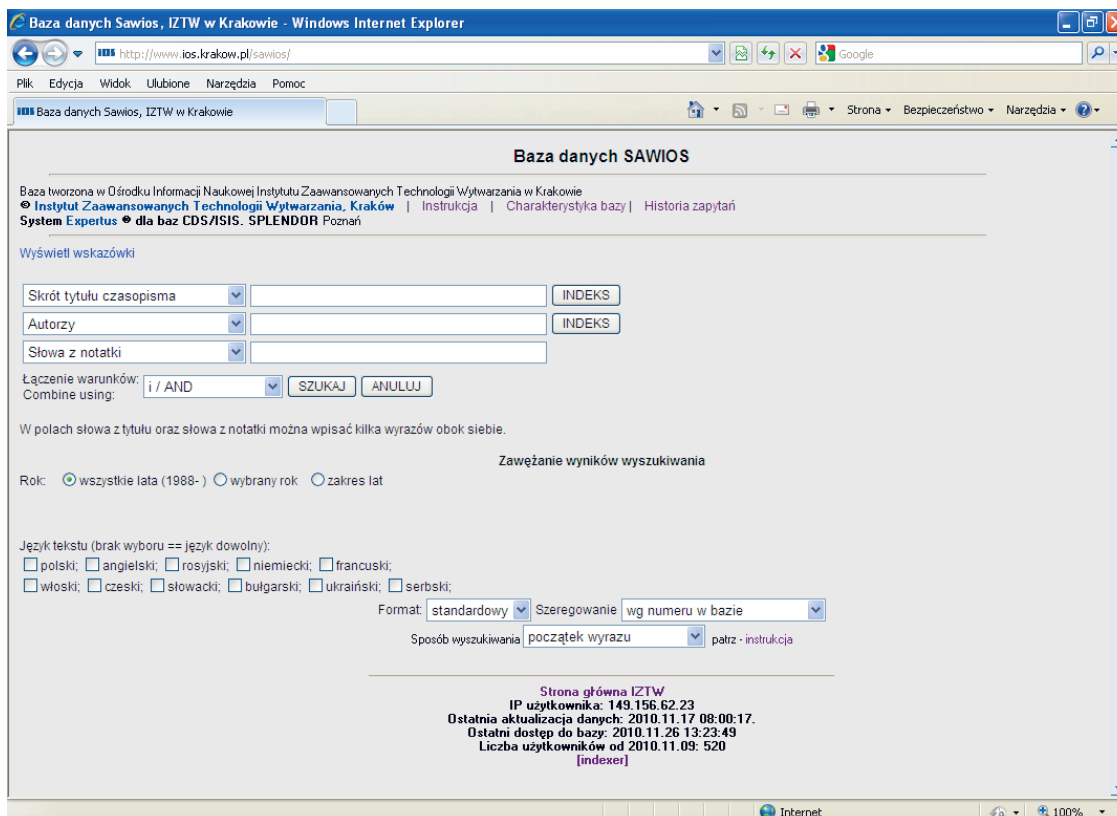 Baza danych Sawios, IZTW w Krakowie - Windows Internet Explorer
http://www.ios.krakow.pl/sawios/
Google
Plik Edycja Widok Ulubione Narzędzia Pomoc
Baza danych Sawios, IZTW w Krakowie
Strona Bezpieczeństwo Narzędzia
Baza danych SAWIOS
Baza tworzona w Ośrodku Informacji Naukowej Instytutu Zaawansowanych Technologii Wytwarzania w Krakowie
© Instytut Zaawansowanych Technologii Wytwarzania, Kraków | Instrukcja | Charakterystyka bazy | Historia zapytań
System Expertus ® dla baz CDS/ISIS. SPLENDOR Poznań
Wyświetl wskazówki
Skrót tytułu czasopisma INDEKS
Autorzy INDEKS
Słowa z notatki
Łączenie warunków: i / AND SZUKAJ ANULUJ
Combine using:
W polach słowa z tytułu oraz słowa z notatki można wpisać kilka wyrazów obok siebie.
Zawężanie wyników wyszukiwania
Rok: wszystkie lata (1988- ) wybrany rok zakres lat
Język tekstu (brak wyboru == język dowolny):
polski; angielski; rosyjski; niemiecki; francuski;
włoski; czeski; słowacki; bułgarski; ukraiński; serbski;
Format: standardowy Szeregowanie wg numeru w bazie
Sposób wyszukiwania początek wyrazu patrz - instrukcja
Strona główna IZTW
IP użytkownika: 149.156.62.23
Ostatnia aktualizacja danych: 2010.11.17 08:00:17.
Ostatni dostęp do bazy: 2010.11.26 13:23:49
Liczba użytkowników od 2010.11.09: 520
[indexer]
Internet 100%